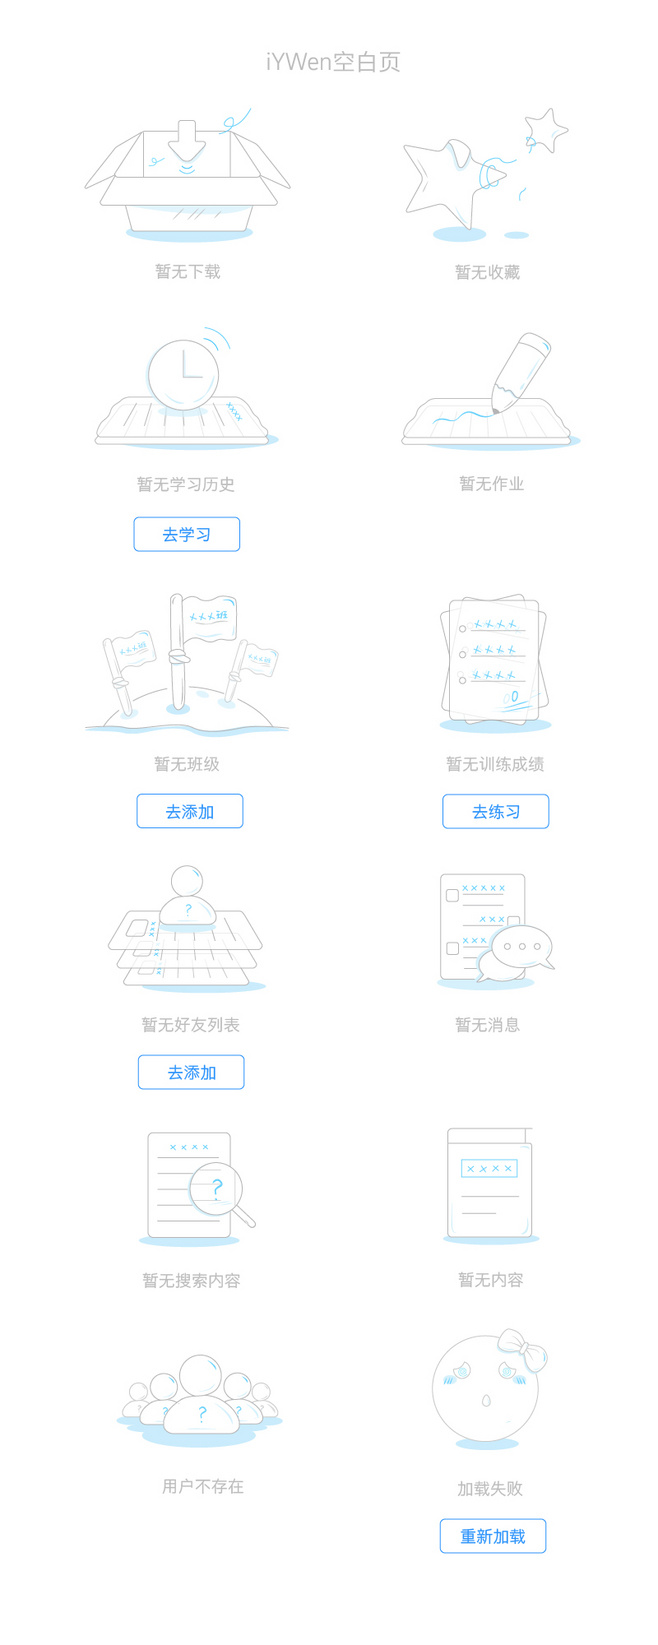 iYWen空白页
暂无下载
暂无收藏
xxxx
暂无学习历史
暂无作业
去学习
xxx班
xxx班
xxx班
xxxx
xxxx
xxxx
00
暂无班级
暂无训练成绩
去添加
去练习
?
xxx
xxx
xxx
xxxxx
xxx
xxx
暂无好友列表
暂无消息
去添加
xxxx
?
xxxx
暂无搜索内容
暂无内容
?
?
?
?
?
用户不存在
加载失败
重新加载